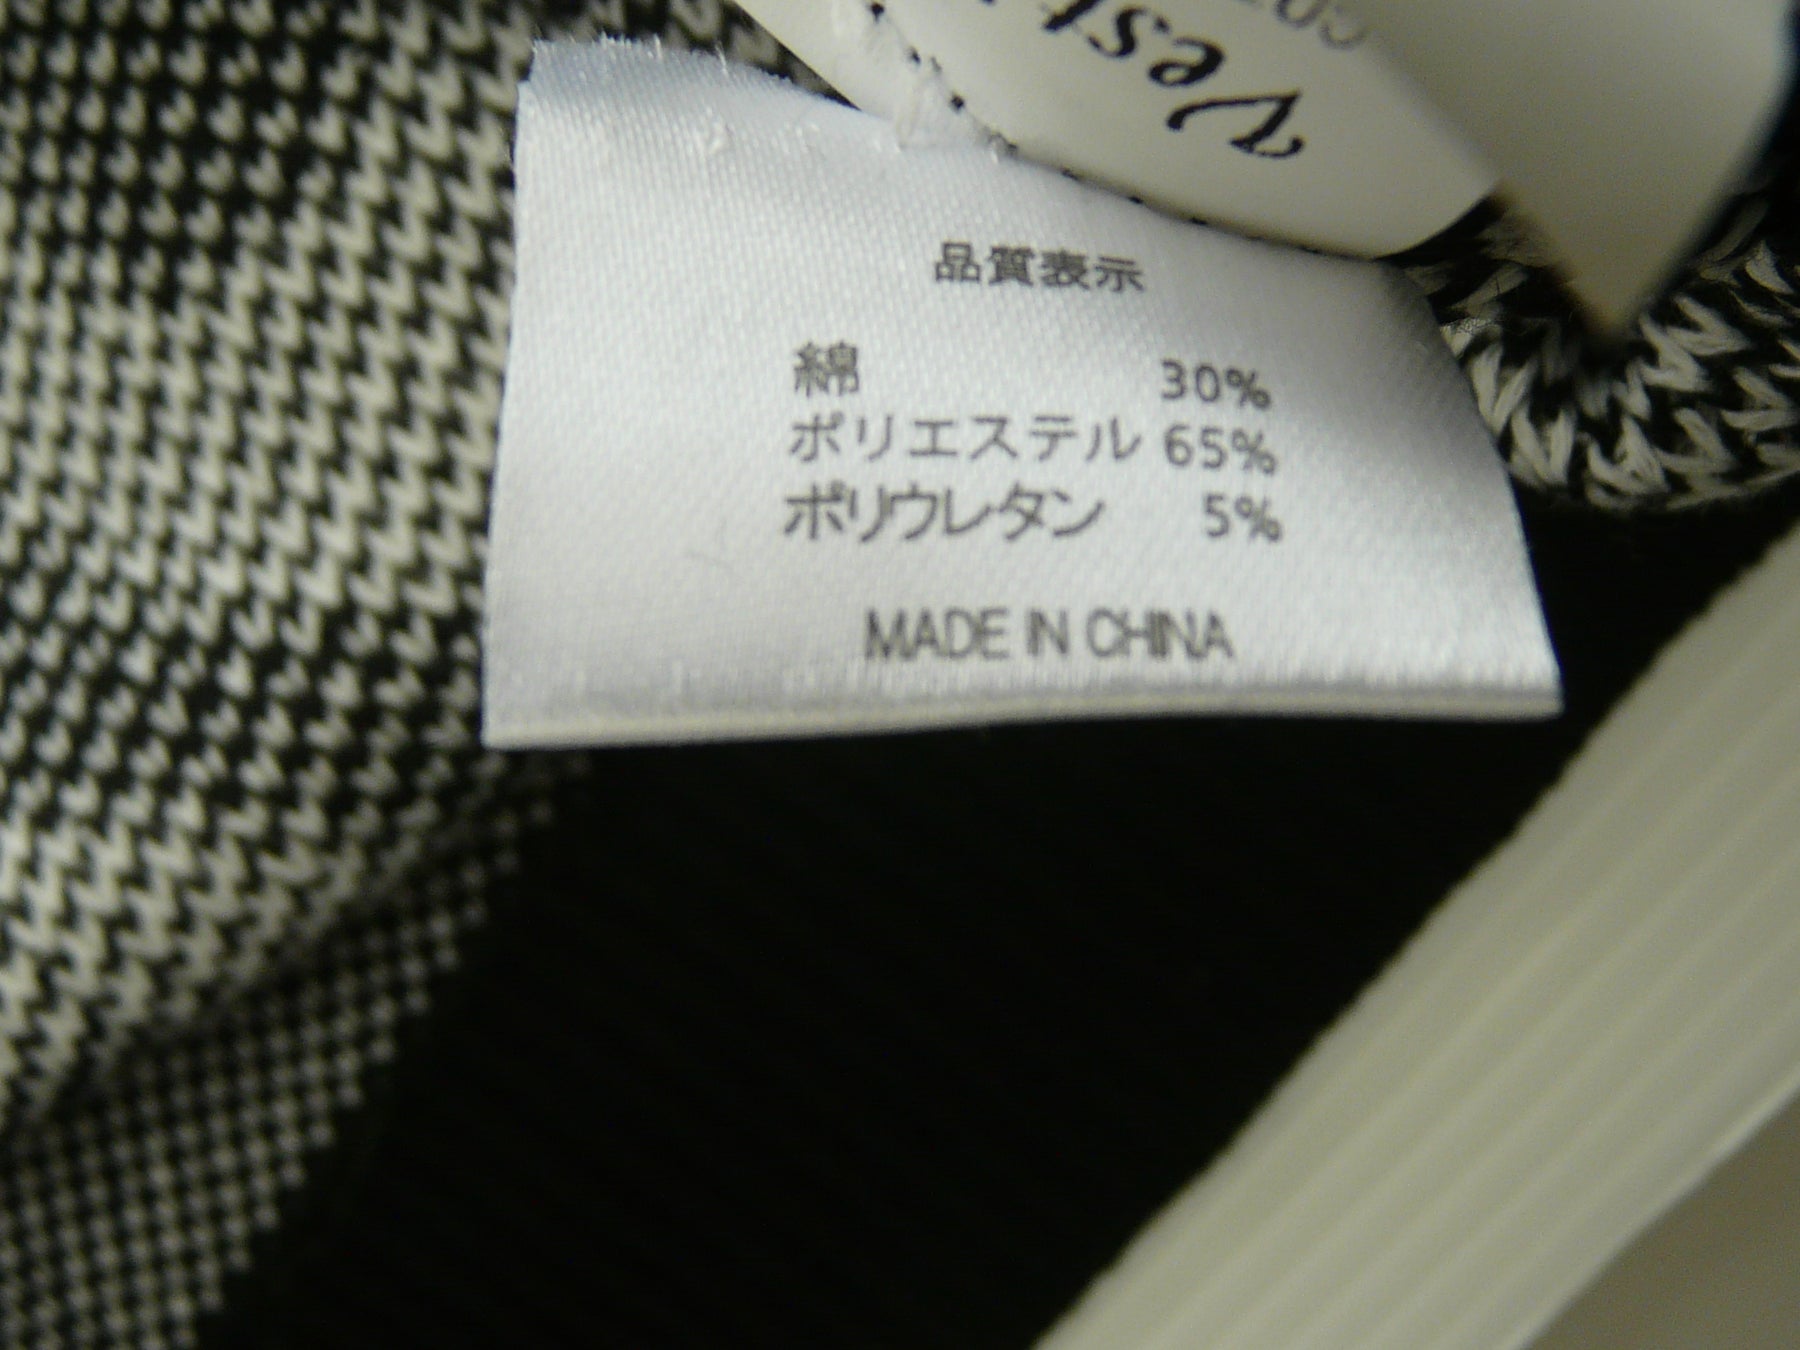 品質表示
綿 30%
ポリエステル 65%
ポリウレタン 5%
MADE IN CHINA